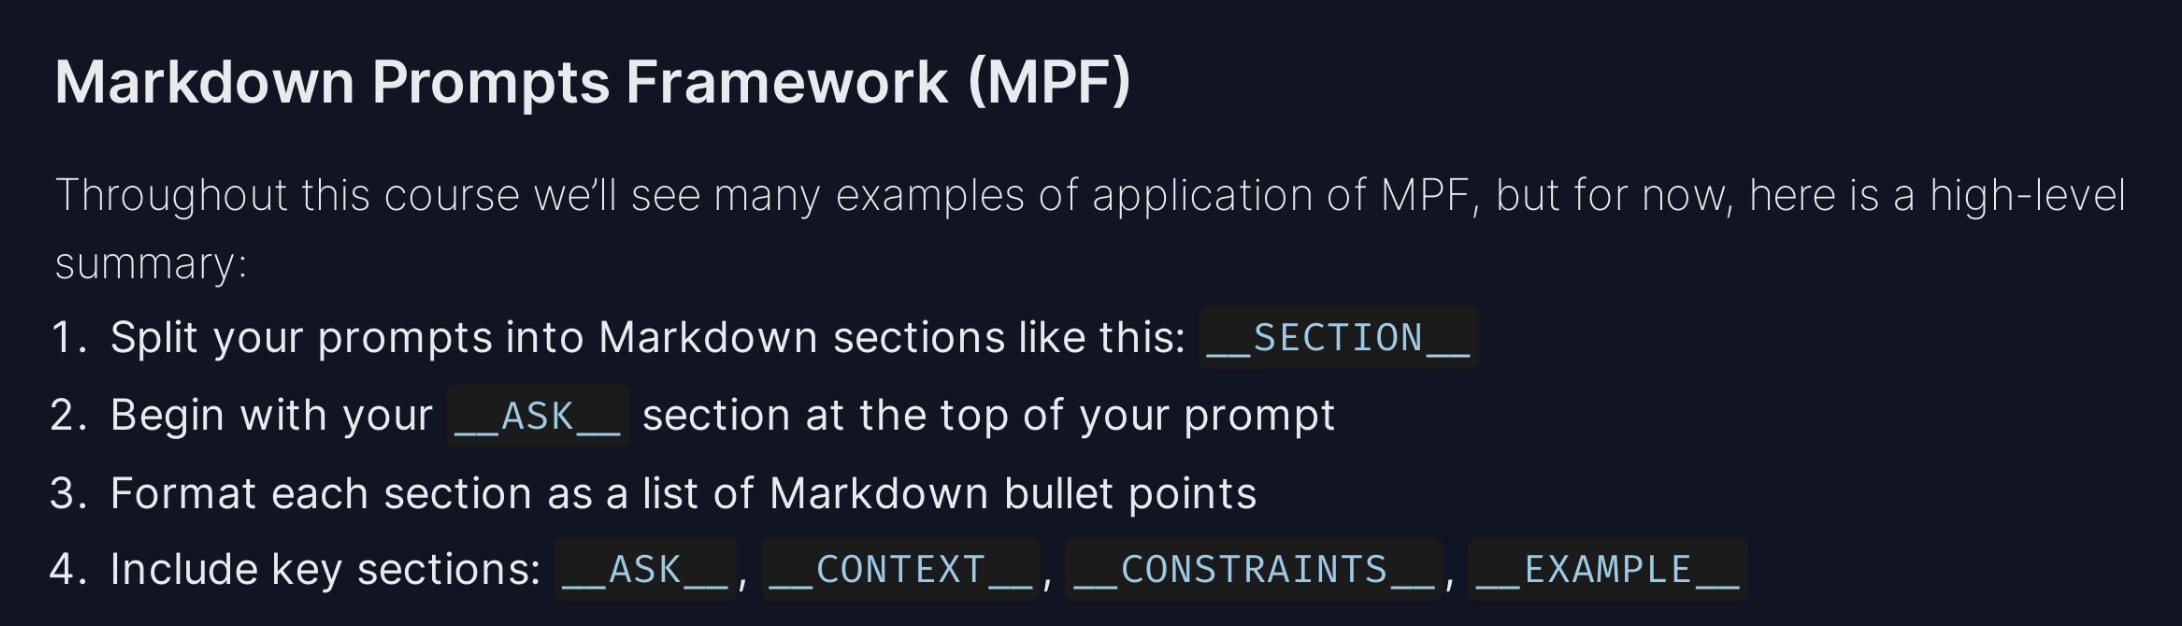 Markdown Prompts Framework (MPF)
Throughout this course we’ll see many examples of application of MPF, but for now, here is a high-level
summary:
1. Split your prompts into Markdown sections like this: __SECTION__
2. Begin with your __ASK__ section at the top of your prompt
3. Format each section as a list of Markdown bullet points
4. Include key sections: __ASK__, __CONTEXT__, __CONSTRAINTS__, __EXAMPLE__